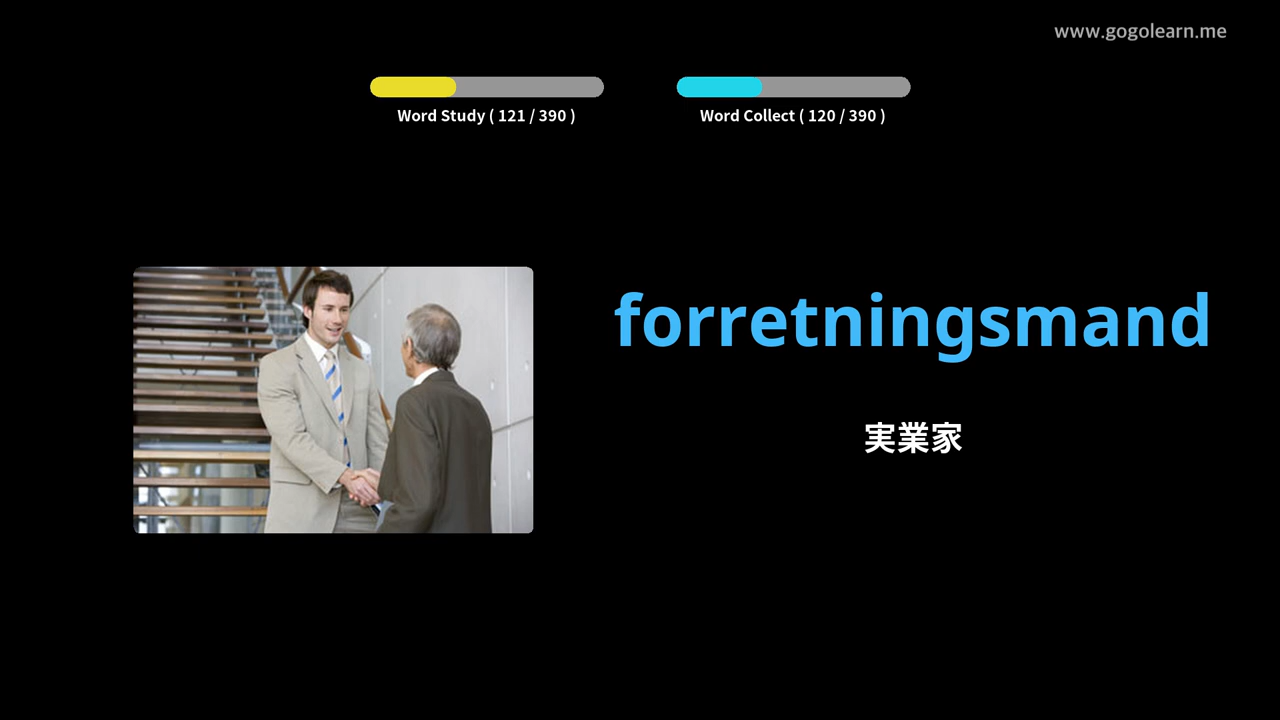 www.gogolearn.me
Word Study ( 121 / 390 )
Word Collect ( 120 / 390 )
forretningsmand
実業家